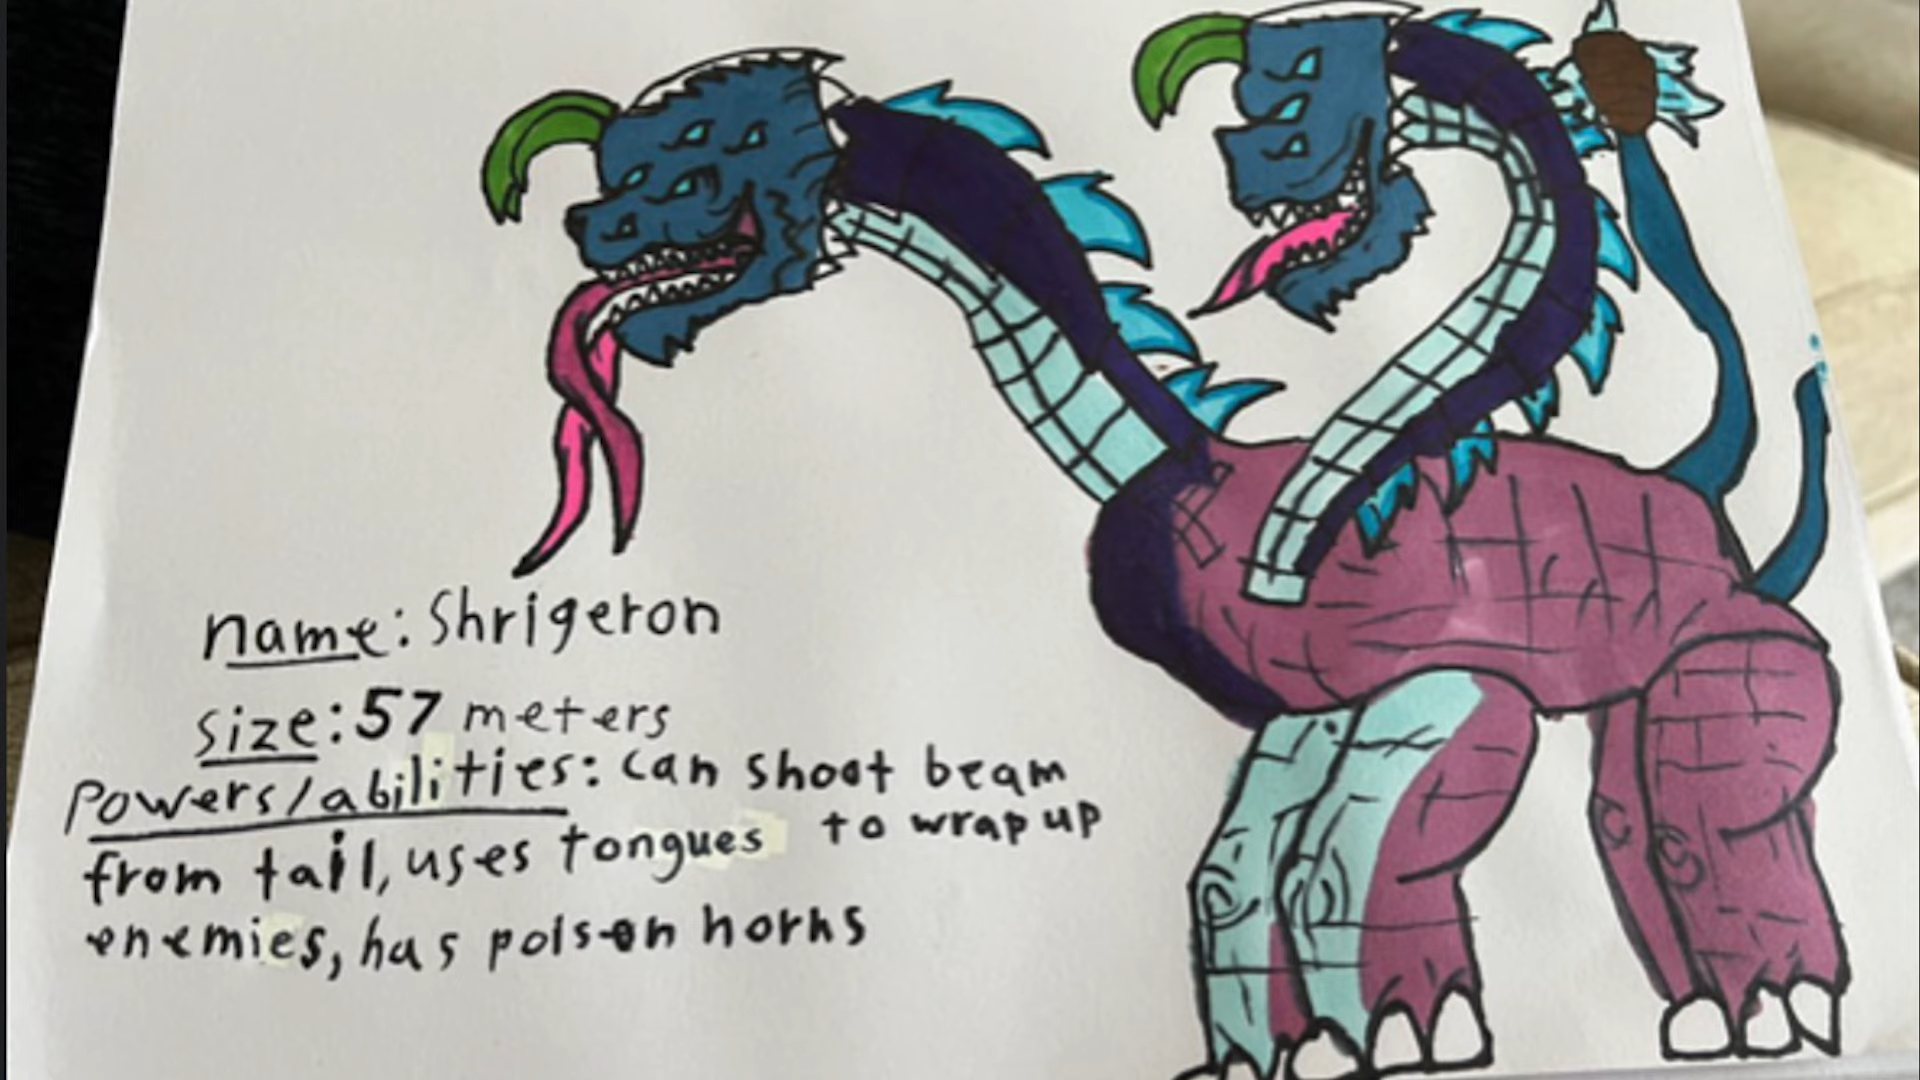 name: Shrigeron
size: 57 meters
Powers/abilities: can shoot beam
from tail, uses tongues to wrap up
enemies, has poison horns